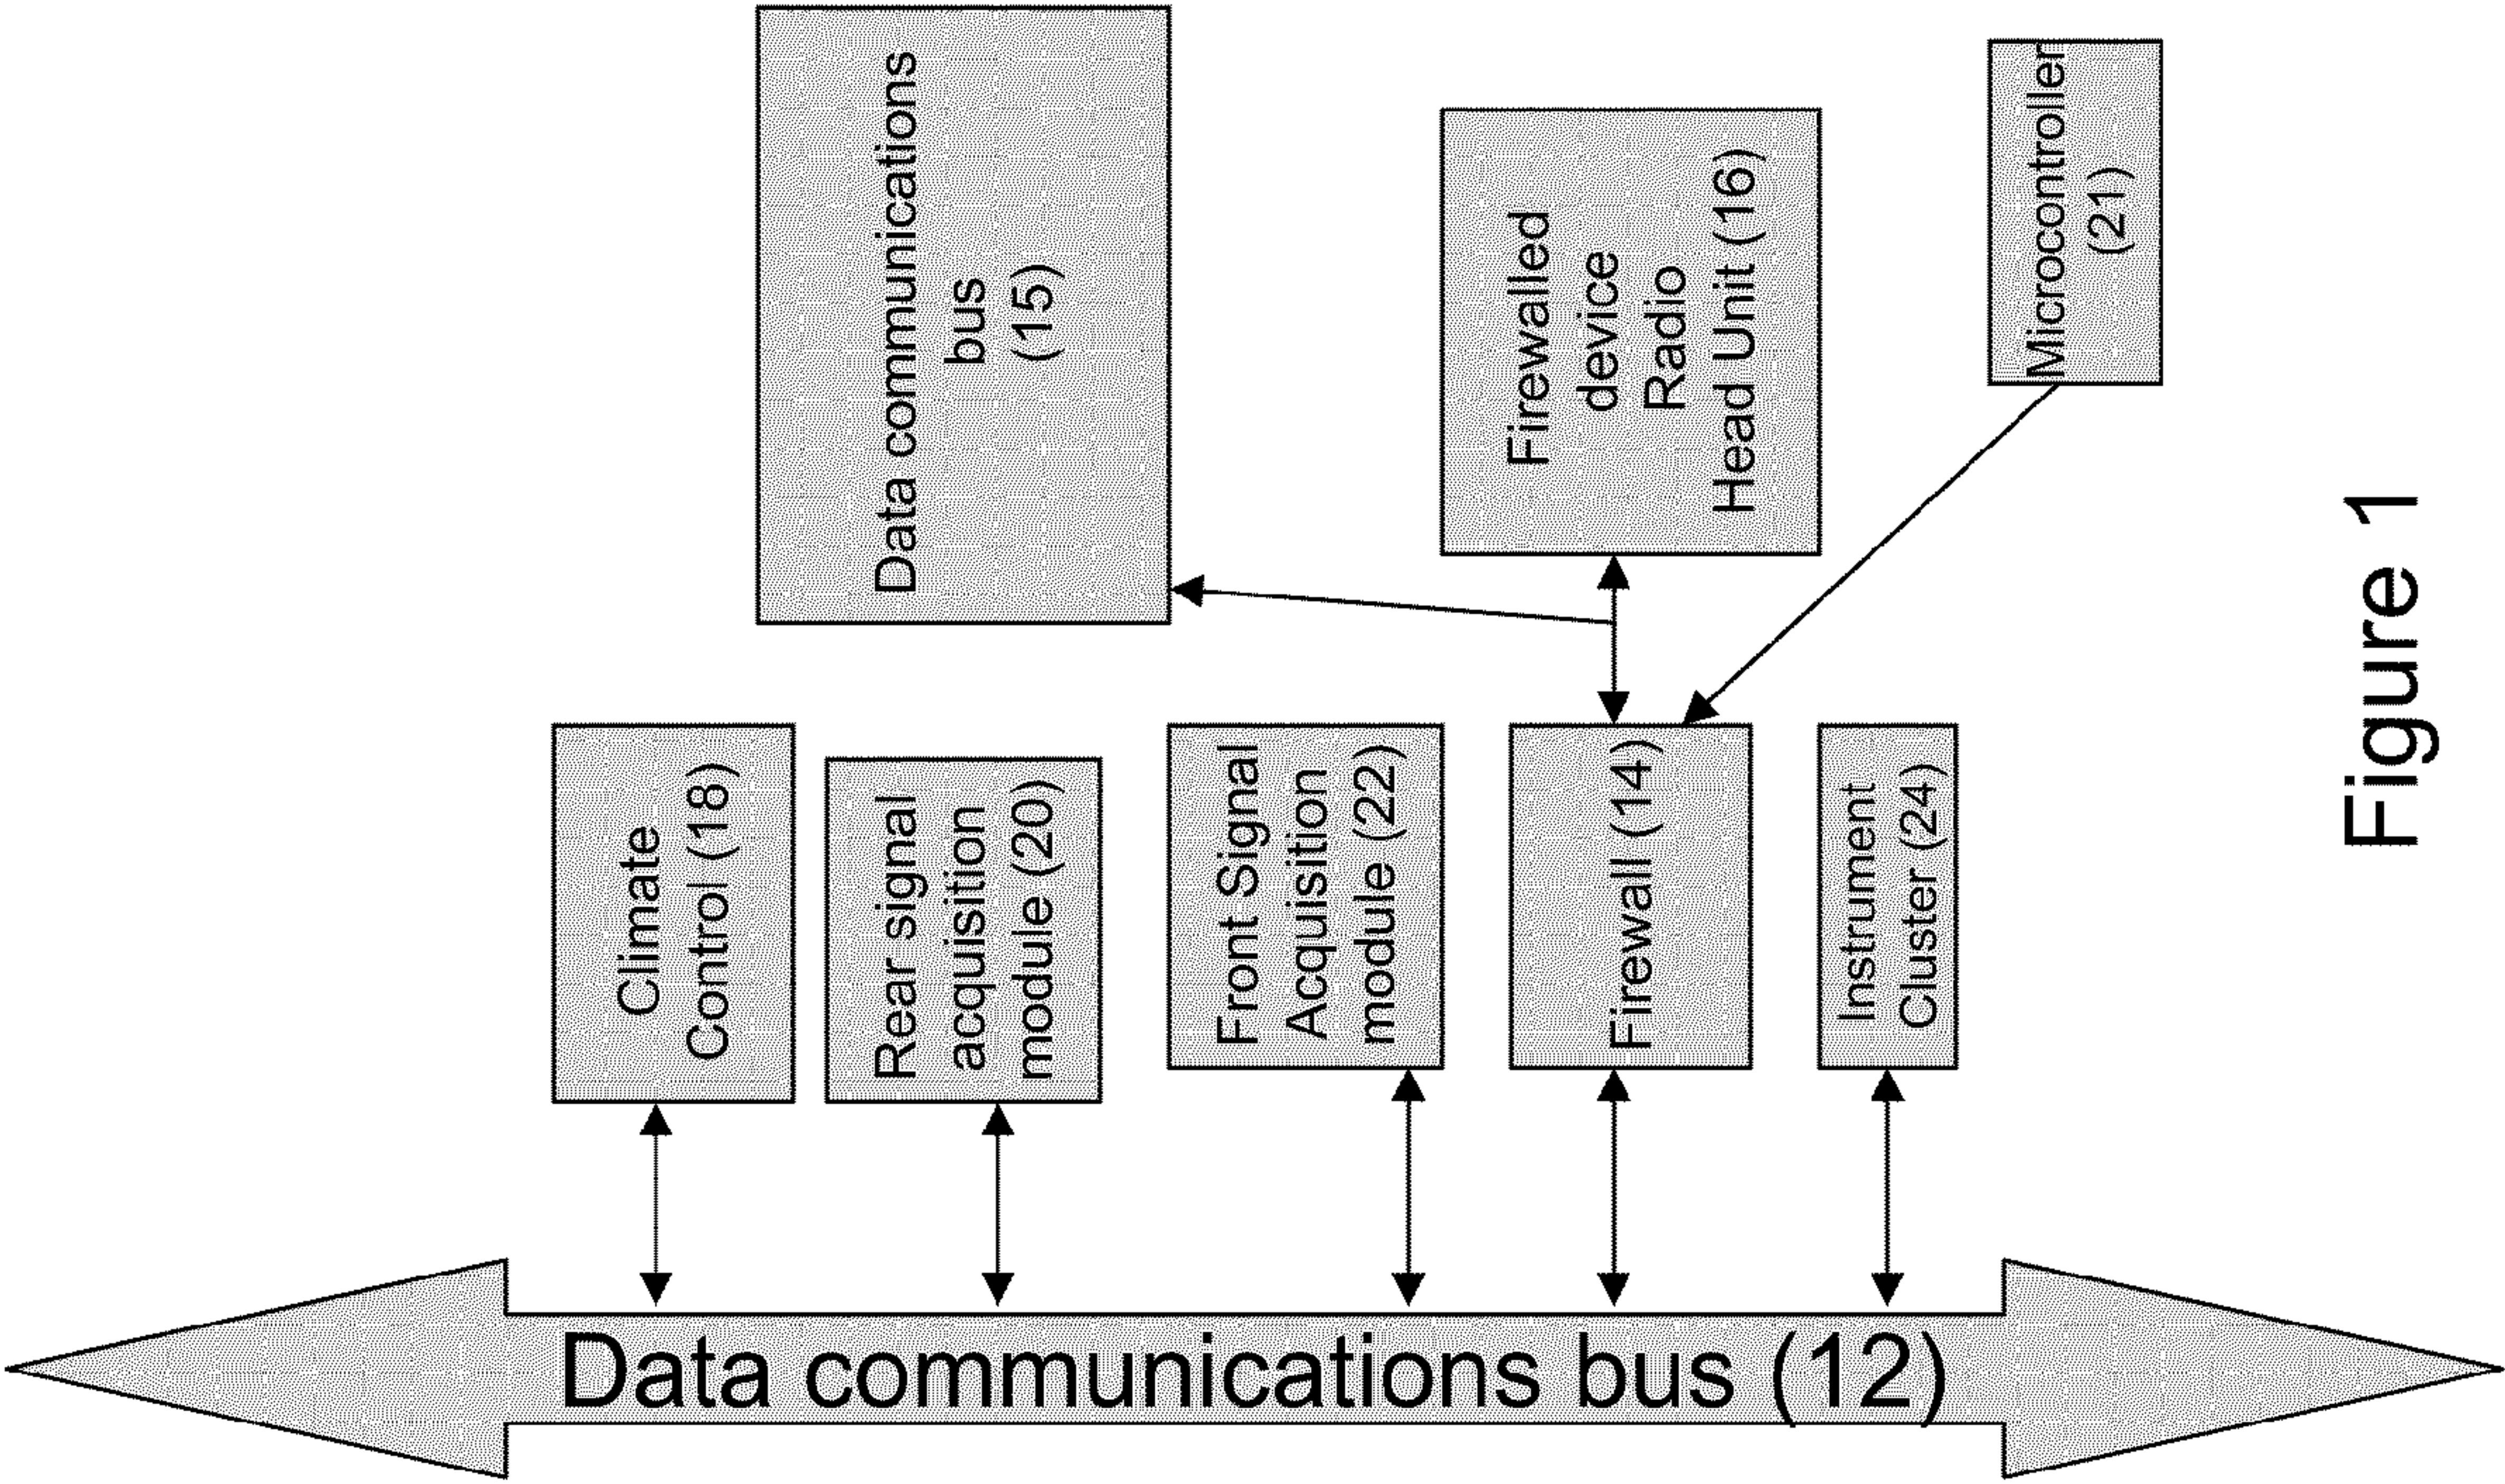 Data communications
bus
(15)
Firewalled
device
Radio
Head Unit (16)
Microcontroller
(21)
Climate
Control (18)
Rear signal
acquisition
module (20)
Front Signal
Acquisition
module (22)
Firewall (14)
Instrument
Cluster (24)
Data communications bus (12)
Figure 1